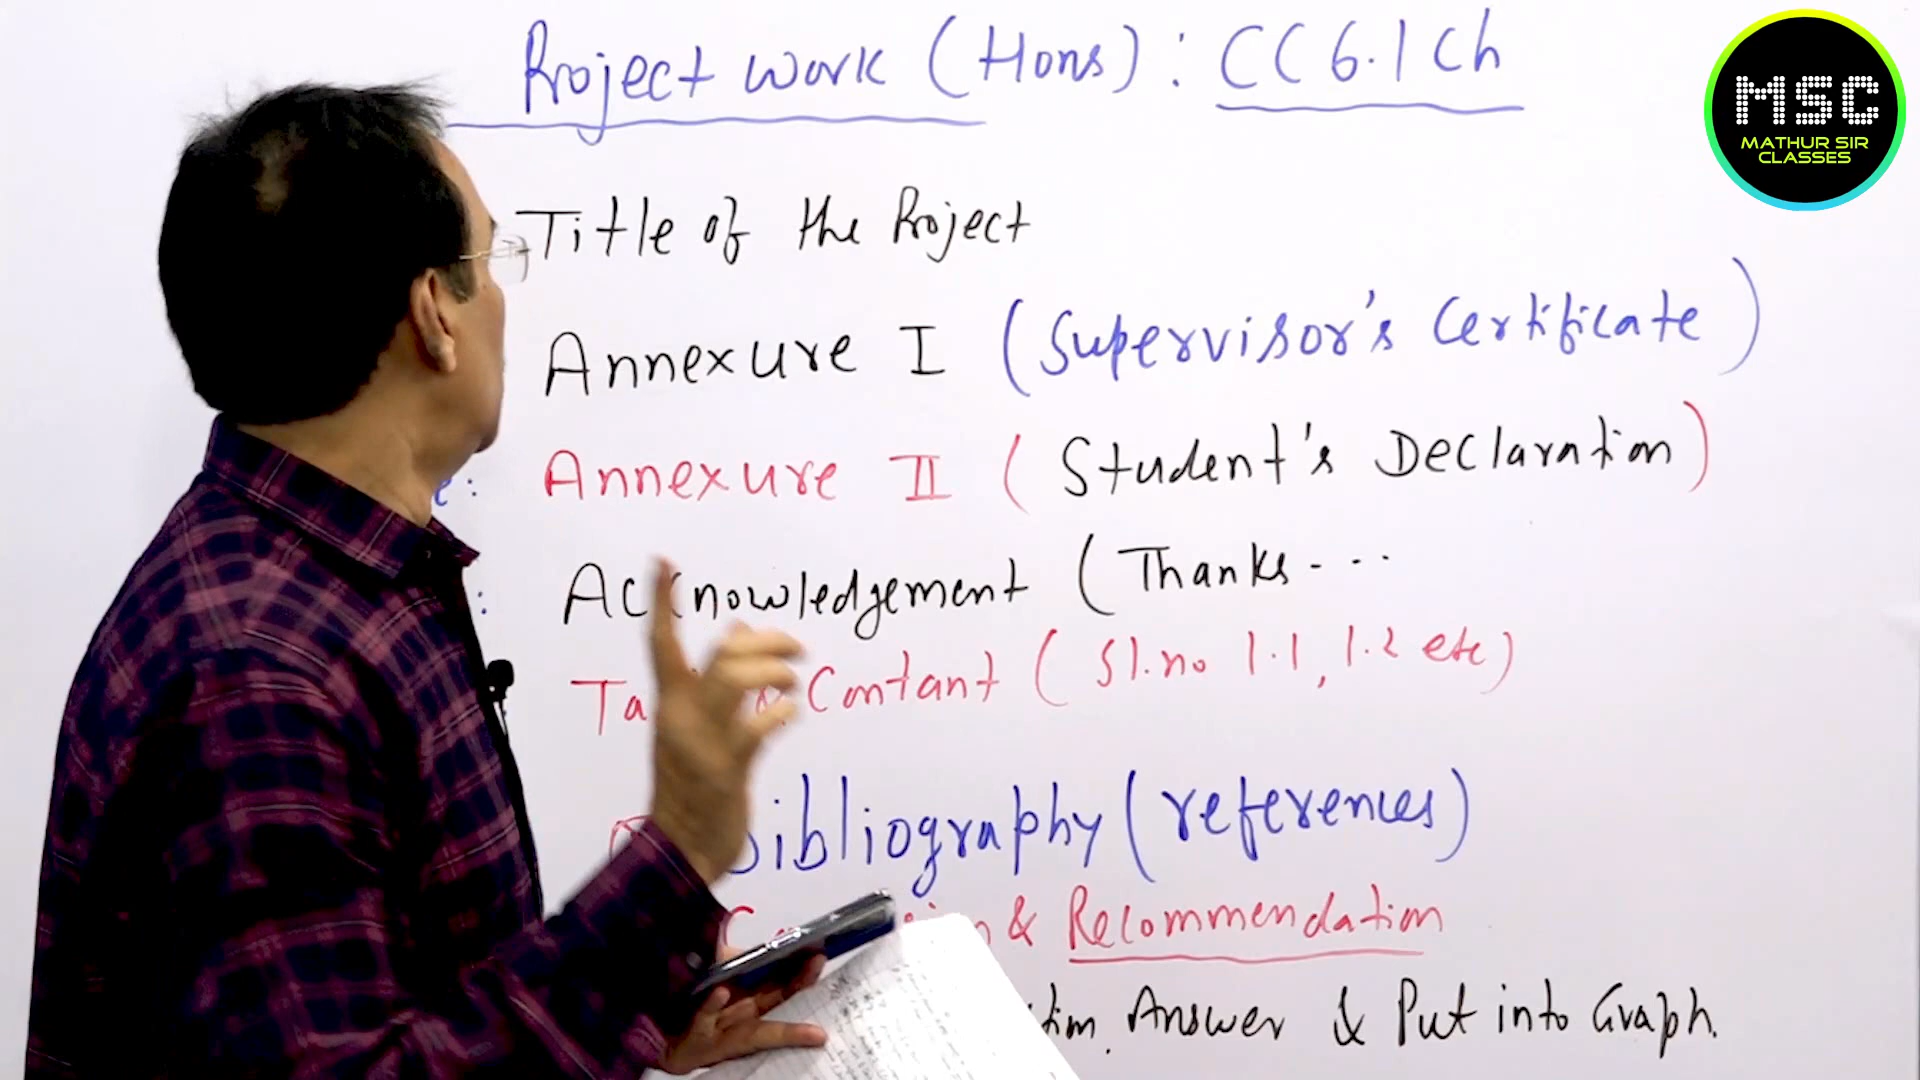 Project Work (Hons) : CC 6.1 Ch
MSC
MATHUR SIR
CLASSES
Title of the Project
Annexure I (Supervisor's Certificate)
: Annexure II (Student's Declaration)
: Acknowledgement (Thanks - - -
Contant (Sl.no 1.1, 1.2 etc)
Bibliography (references)
& Recommendation
Answer & Put into Graph.